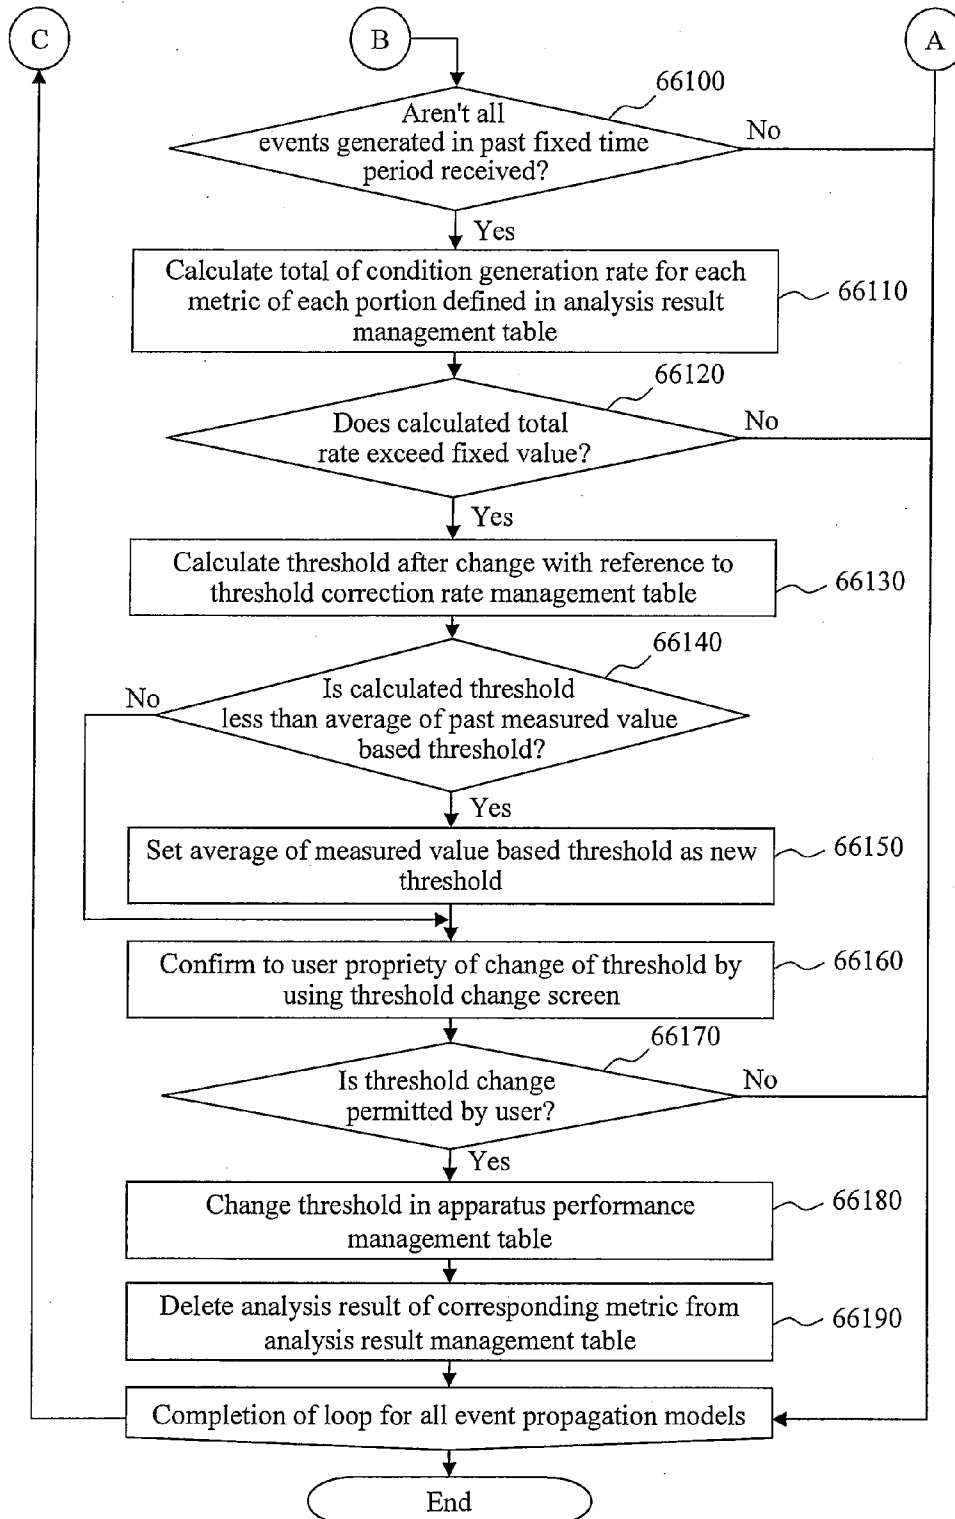 C
B
A
66100
Aren't all
events generated in past fixed time
period received?
No
Yes
Calculate total of condition generation rate for each
metric of each portion defined in analysis result
management table
66110
66120
Does calculated total
rate exceed fixed value?
No
Yes
Calculate threshold after change with reference to
threshold correction rate management table
66130
66140
Is calculated threshold
less than average of past measured value
based threshold?
No
Yes
Set average of measured value based threshold as new
threshold
66150
Confirm to user propriety of change of threshold by
using threshold change screen
66160
66170
Is threshold change
permitted by user?
No
Yes
Change threshold in apparatus performance
management table
66180
Delete analysis result of corresponding metric from
analysis result management table
66190
Completion of loop for all event propagation models
End